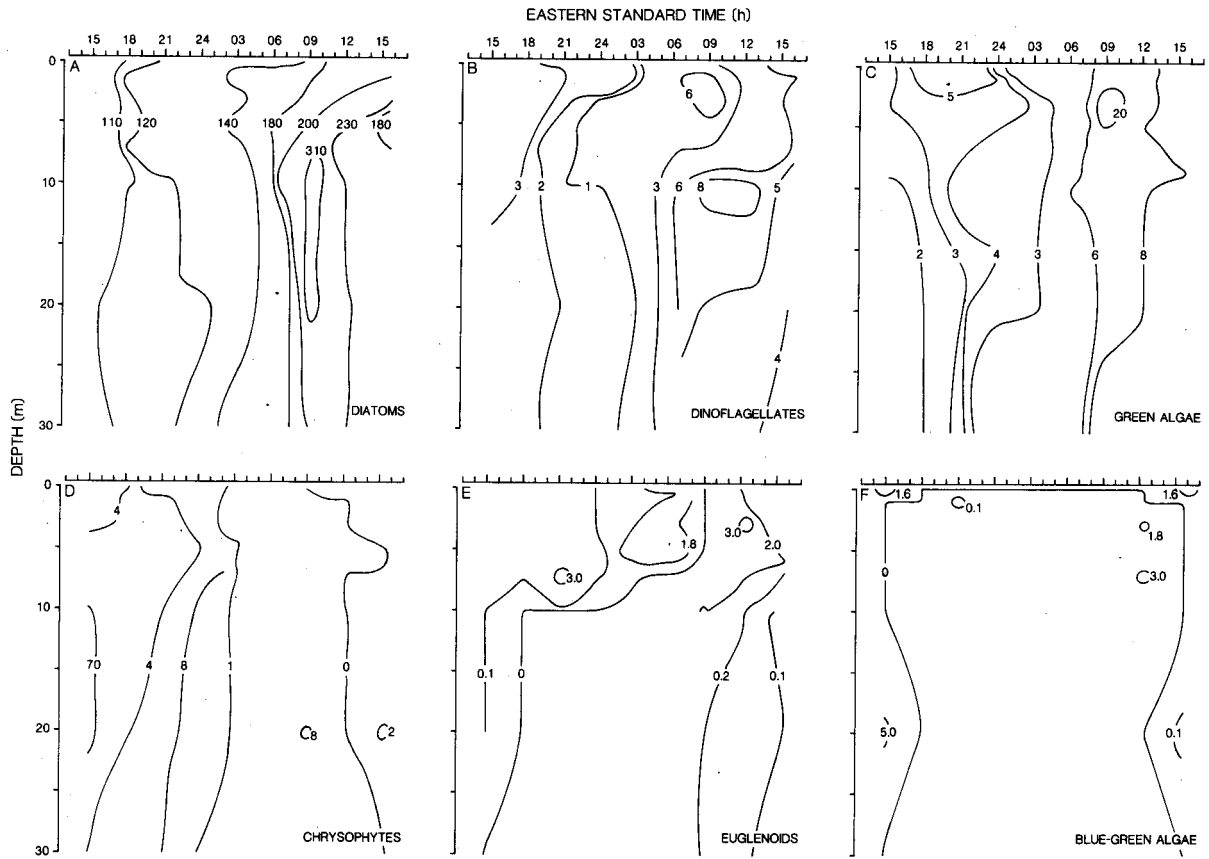 EASTERN STANDARD TIME (h)
15 18 21 24 03 06 09 12 15
15 18 21 24 03 06 09 12 15
15 18 21 24 03 06 09 12 15
DEPTH (m)
0
10
20
30
A
110 120 140 180 200 230 180
310
DIATOMS
B
6
3 2 1 3 6 8 5
4
DINOFLAGELLATES
C
5
20
2 3 4 3 6 8
GREEN ALGAE
0
10
20
30
D
4
70 4 8 1 0
8 2
CHRYSOPHYTES
E
1.8 3.0 2.0
3.0
0.1 0 0.2 0.1
EUGLENOIDS
F
1.6 0.1 1.6
1.8
0 3.0
5.0 0.1
BLUE-GREEN ALGAE